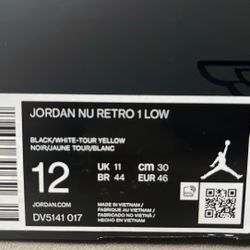 JORDAN NU RETRO 1 LOW
BLACK/WHITE-TOUR YELLOW
NOIR/JAUNE TOUR/BLANC
12
UK 11
cm 30
BR 44
EUR 46
JORDAN.COM
DV5141 017
MADE IN VIETNAM /
FABRIQUÉ AU VIETNAM /
FABRICADO NO VIETNÃ /
HECHO EN VIETNAM